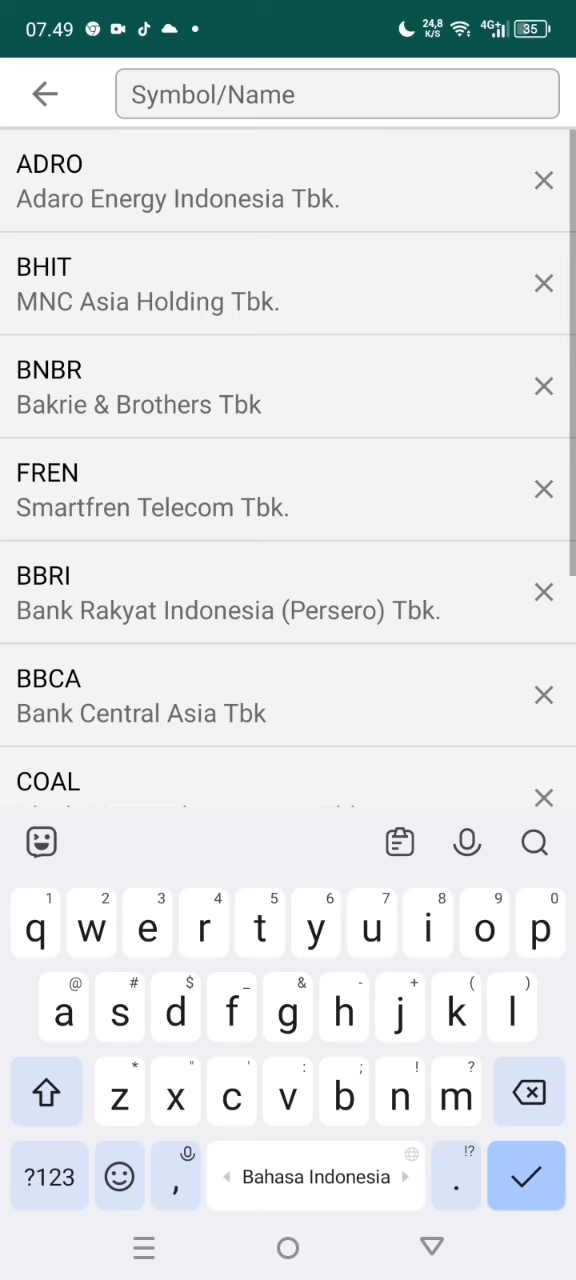 07.49
24,8
K/S
4G+
35
Symbol/Name
ADRO
Adaro Energy Indonesia Tbk.
BHIT
MNC Asia Holding Tbk.
BNBR
Bakrie & Brothers Tbk
FREN
Smartfren Telecom Tbk.
BBRI
Bank Rakyat Indonesia (Persero) Tbk.
BBCA
Bank Central Asia Tbk
COAL
1 2 3 4 5 6 7 8 9 0
q w e r t y u i o p
@ # $ _ & - + ( )
a s d f g h j k l
* " ' : ; ! ?
z x c v b n m
!?
?123 , Bahasa Indonesia .